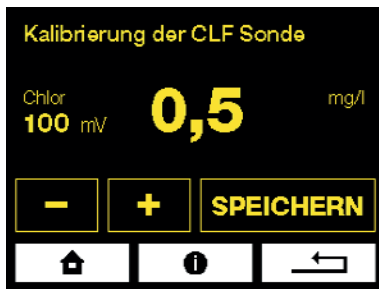 Kalibrierung der CLF Sonde
Chlor
100 mV
0,5
mg/l
− + SPEICHERN